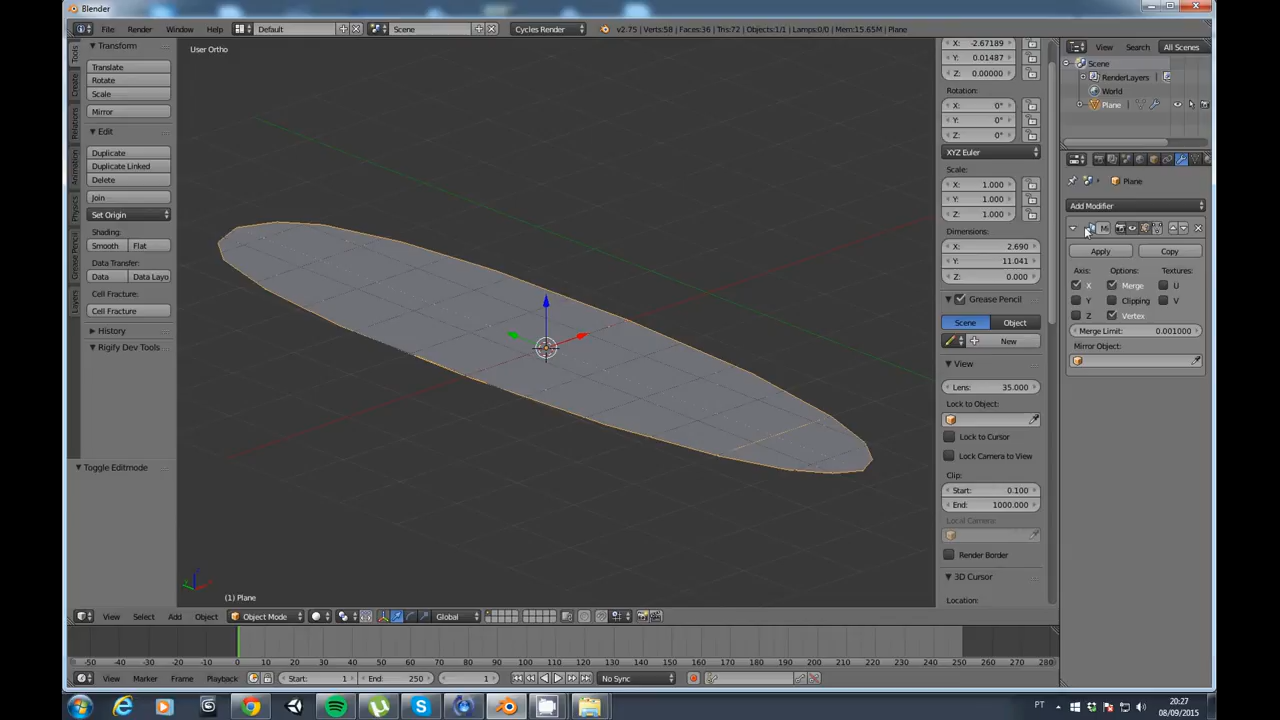 Blender
File Render Window Help Default Scene Cycles Render v2.75 | Verts:58 | Faces:36 | Tris:72 | Objects:1/1 | Lamps:0/0 | Mem:15.65M | Plane
Tools
Create
Relations
Animation
Physics
Grease Pencil
Layers
Transform
Translate
Rotate
Scale
Mirror
Edit
Duplicate
Duplicate Linked
Delete
Join
Set Origin
Shading:
Smooth Flat
Data Transfer:
Data Data Layo
Cell Fracture:
Cell Fracture
History
Rigify Dev Tools
Toggle Editmode
User Ortho
(1) Plane
X: -2.67189
Y: 0.01487
Z: 0.00000
Rotation:
X: 0°
Y: 0°
Z: 0°
XYZ Euler
Scale:
X: 1.000
Y: 1.000
Z: 1.000
Dimensions:
X: 2.690
Y: 11.041
Z: 0.000
Grease Pencil
Scene Object
New
View
Lens: 35.000
Lock to Object:
Lock to Cursor
Lock Camera to View
Clip:
Start: 0.100
End: 1000.000
Local Camera:
Render Border
3D Cursor
Location:
View Search All Scenes
Scene
RenderLayers
World
Plane
Plane
Add Modifier
M
Apply Copy
Axis: Options: Textures:
X Merge U
Y Clipping V
Z Vertex
Merge Limit: 0.001000
Mirror Object:
View Select Add Object Object Mode Global
-50 -40 -30 -20 -10 0 10 20 30 40 50 60 70 80 90 100 110 120 130 140 150 160 170 180 190 200 210 220 230 240 250 260 270 280
View Marker Frame Playback Start: 1 End: 250 1 No Sync
PT 20:27
08/09/2015